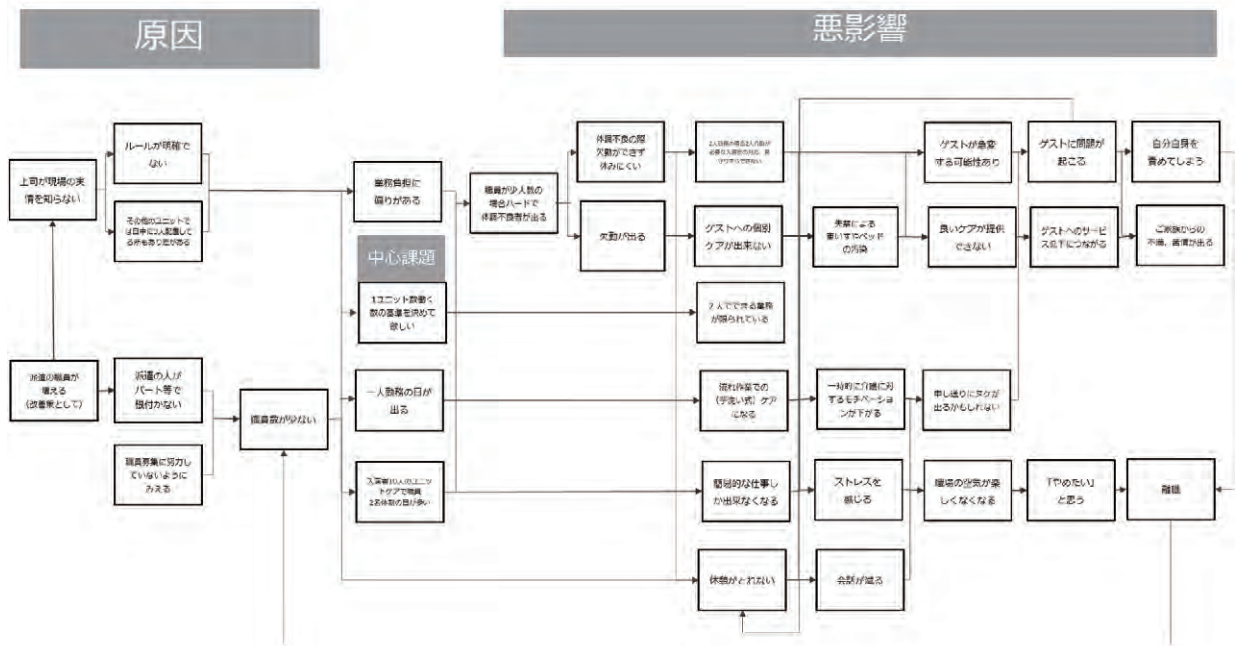 原因
悪影響
上司が現場の実
情を知らない
ルールが明確で
ない
その他のユニットで
は日中に3人配置して
る所もあり差がある
派遣の職員が
増える
（改善策として）
派遣の人が
パート等で
根付かない
職員募集に努力し
ていないように
みえる
職員数が少ない
業務負担に
偏りがある
中心課題
1ユニット数働く
数の基準を決めて
欲しい
一人勤務の日が
出る
入居者10人のユニッ
トケアで職員
2名体制の日が多い
職員が少人数の
場合ハードで
体調不良者が出る
体調不良の際
欠勤ができず
休みにくい
欠勤が出る
ゲストへの個別
ケアが出来ない
２人でできる業務
が限られている
流れ作業での
（手洗い式）ケア
になる
簡易的な仕事し
か出来なくなる
休憩がとれない
失禁による
車いすやベッド
の汚染
一時的に介護に対
するモチベーショ
ンが下がる
ストレスを
感じる
会話が減る
ゲストが急変
する可能性あり
良いケアが提供
できない
申し送りにヌケが
出るかもしれない
職場の空気が楽
しくなくなる
ゲストに問題が
起こる
ゲストへのサービ
ス低下につながる
「やめたい」
と思う
自分自身を
責めてしまう
ご家族からの
不満、苦情が出る
離職